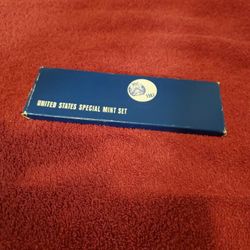 UNITED STATES SPECIAL MINT SET